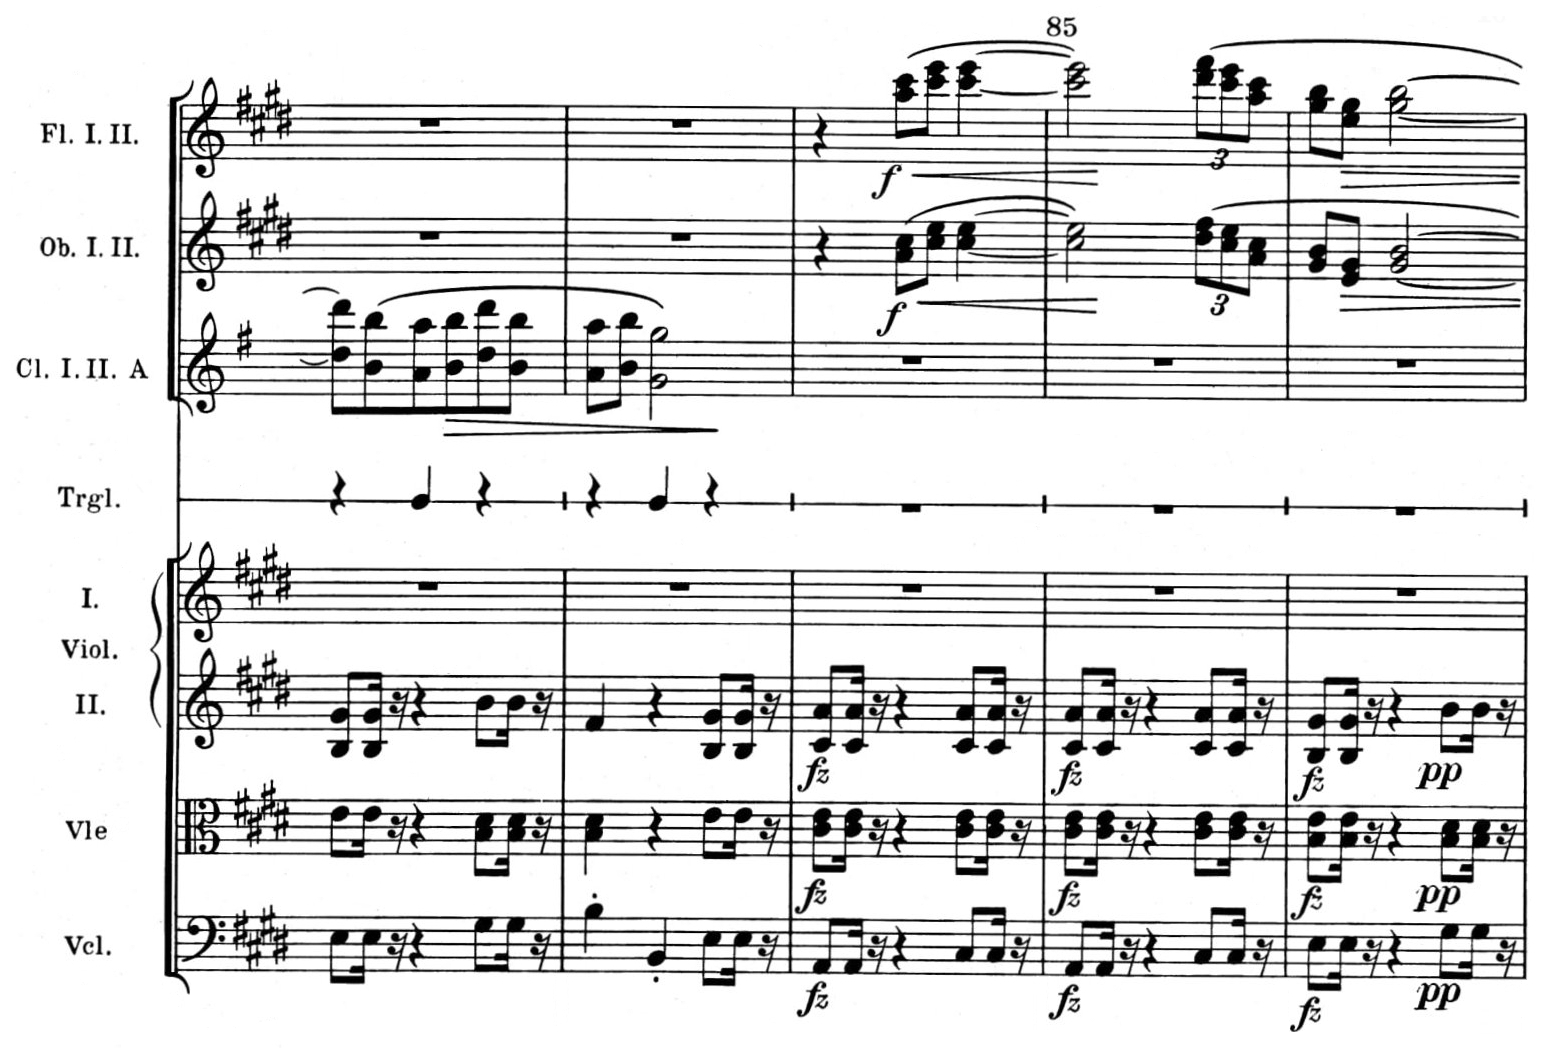 85
Fl. I. II.
f
3
Ob. I. II.
f
3
Cl. I. II. A
Trgl.
I.
Viol.
II.
fz fz fz pp
Vle
fz fz fz pp
Vcl.
fz fz fz pp